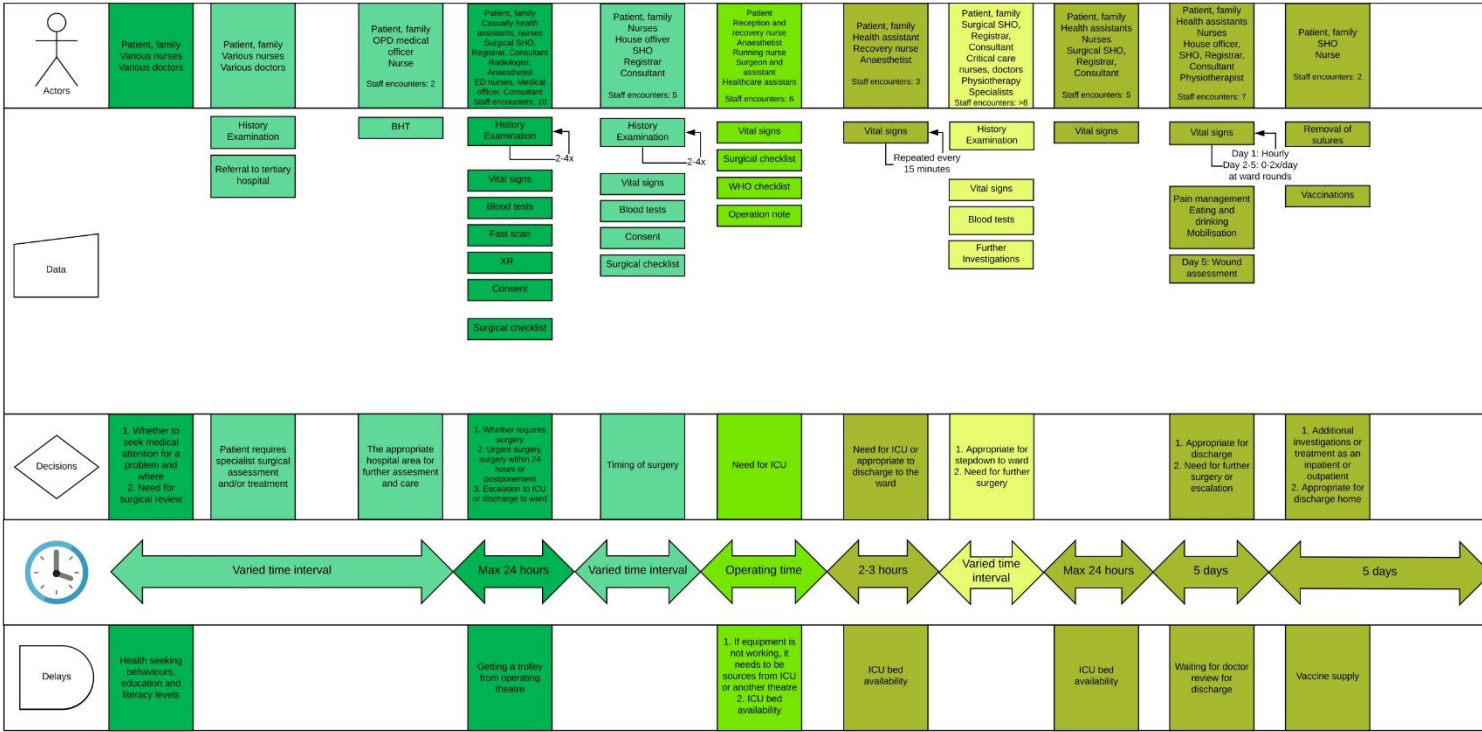 Actors
Patient, family
Various nurses
Various doctors
Patient, family
Various nurses
Various doctors
Patient, family
OPD medical
officer
Nurse
Staff encounters: 2
Patient, family
Casualty health
assistants, nurses
Surgical SHO,
Registrar, Consultant
Radiologist,
Anaesthetist
ED nurses, Medical
officer, Consultant
Staff encounters: 10
Patient, family
Nurses
House offiver
SHO
Registrar
Consultant
Staff encounters: 5
Patient
Reception and
recovery nurse
Anaesthetist
Running nurse
Surgeon and
assistant
Healthcare assistant
Staff encounters: 6
Patient, family
Health assistant
Recovery nurse
Anaesthetist
Staff encounters: 3
Patient, family
Surgical SHO,
Registrar,
Consultant
Critical care
nurses, doctors
Physiotherapy
Specialists
Staff encounters: >8
Patient, family
Health assistants
Nurses
Surgical SHO,
Registrar,
Consultant
Staff encounters: 5
Patient, family
Health assistants
Nurses
House officer,
SHO, Registrar,
Consultant
Physiotherapist
Staff encounters: 7
Patient, family
SHO
Nurse
Staff encounters: 2
Data
History
Examination
Referral to tertiary
hospital
BHT
History
Examination
2-4x
Vital signs
Blood tests
Fast scan
XR
Consent
Surgical checklist
History
Examination
2-4x
Vital signs
Blood tests
Consent
Surgical checklist
Vital signs
Surgical checklist
WHO checklist
Operation note
Vital signs
Repeated every
15 minutes
History
Examination
Vital signs
Blood tests
Further
Investigations
Vital signs
Vital signs
Day 1: Hourly
Day 2-5: 0-2x/day
at ward rounds
Pain management
Eating and
drinking
Mobilisation
Day 5: Wound
assessment
Removal of
sutures
Vaccinations
Decisions
1. Whether to
seek medical
attention for a
problem and
where
2. Need for
surgical review
Patient requires
specialist surgical
assessment
and/or treatment
The appropriate
hospital area for
further assesment
and care
1. Whether requires
surgery
2. Urgent surgery,
surgery within 24
hours or
postponement
3. Escalation to ICU
or discharge to ward
Timing of surgery
Need for ICU
Need for ICU or
appropriate to
discharge to the
ward
1. Appropriate for
stepdown to ward
2. Need for further
surgery
1. Appropriate for
discharge
2. Need for further
surgery or
escalation
1. Additional
investigations or
treatment as an
inpatient or
outpatient
2. Appropriate for
discharge home
Varied time interval
Max 24 hours
Varied time interval
Operating time
2-3 hours
Varied time
interval
Max 24 hours
5 days
5 days
Delays
Health seeking
behaviours,
education and
literacy levels
Getting a trolley
from operating
theatre
1. If equipment is
not working, it
needs to be
sources from ICU
or another theatre
2. ICU bed
availability
ICU bed
availability
ICU bed
availability
Waiting for doctor
review for
discharge
Vaccine supply